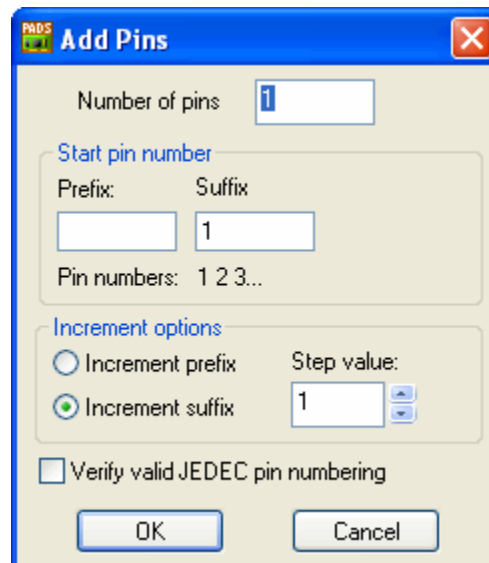 PADS Add Pins
Number of pins 1
Start pin number
Prefix: Suffix
1
Pin numbers: 1 2 3...
Increment options
Increment prefix Step value:
Increment suffix 1
Verify valid JEDEC pin numbering
OK Cancel